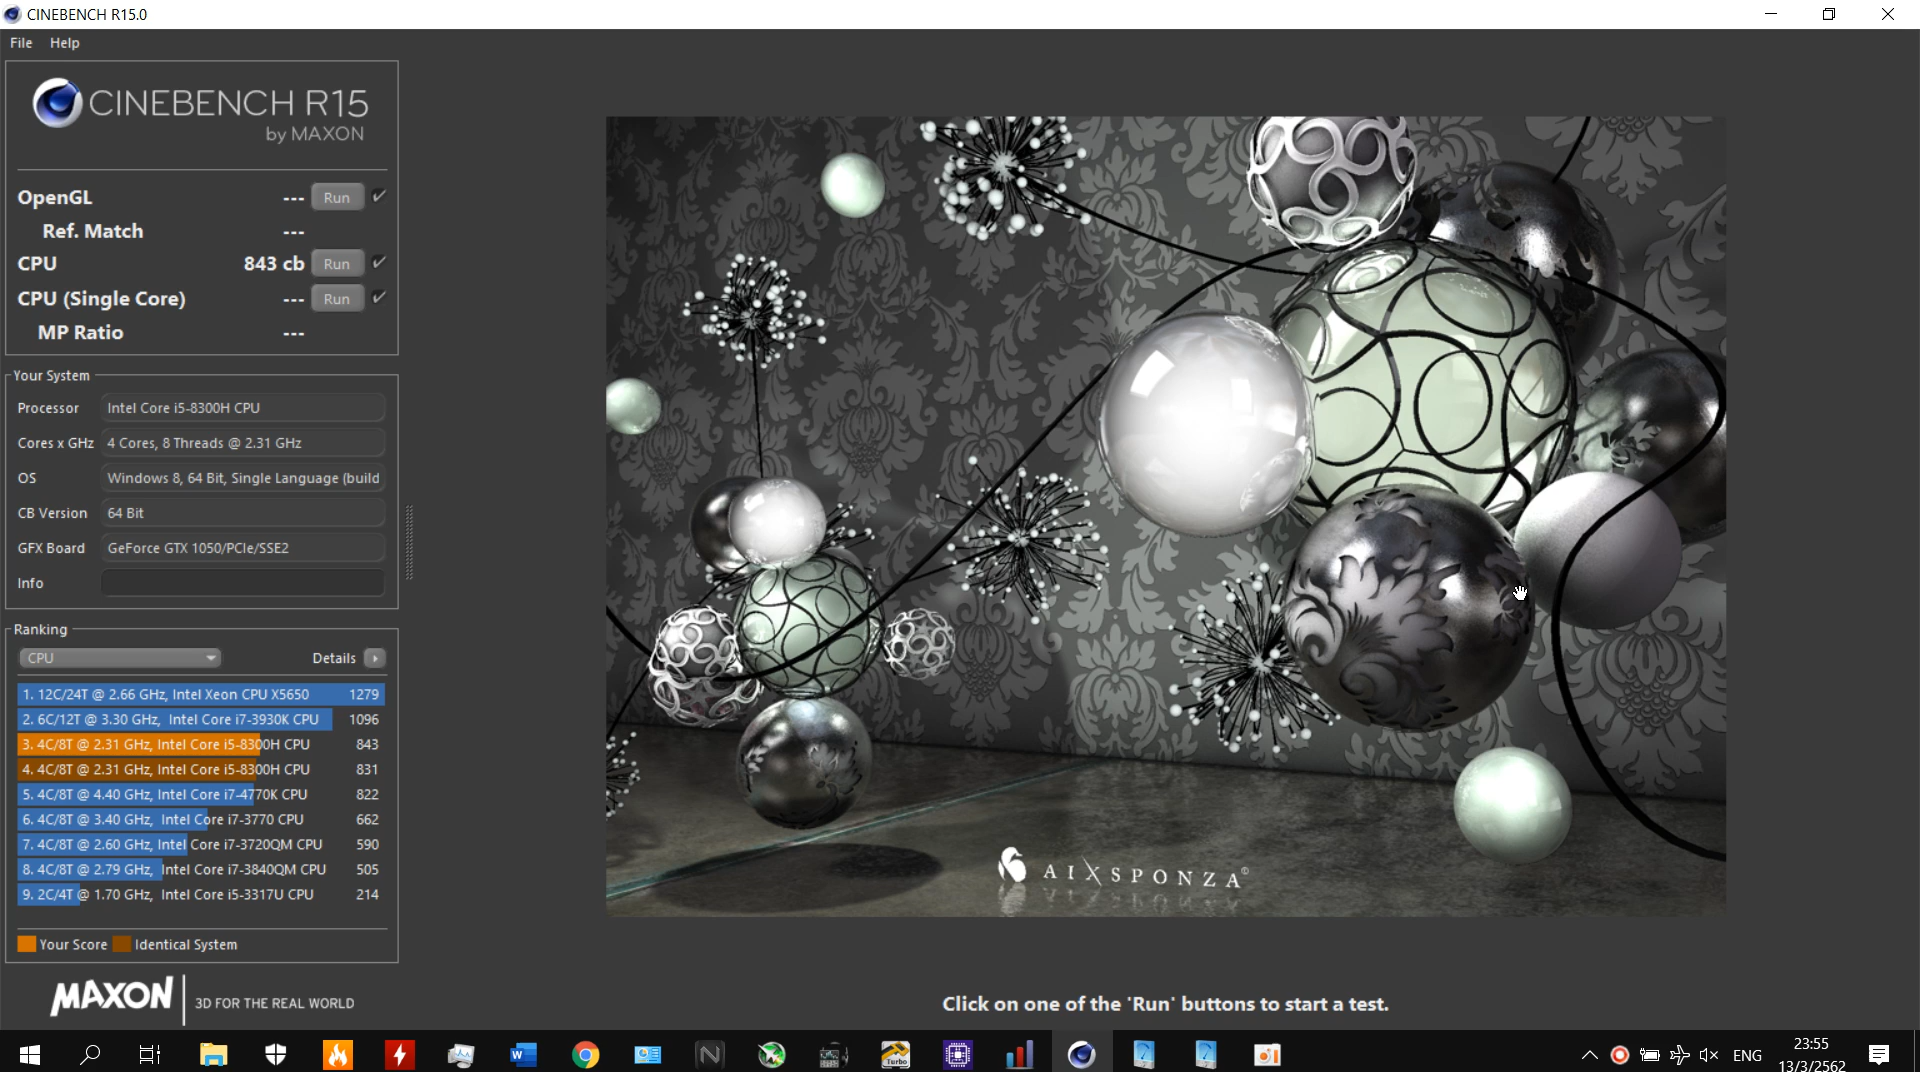 CINEBENCH R15.0
File Help
CINEBENCH R15
by MAXON
OpenGL --- Run
Ref. Match ---
CPU 843 cb Run
CPU (Single Core) --- Run
MP Ratio ---
Your System
Processor Intel Core i5-8300H CPU
Cores x GHz 4 Cores, 8 Threads @ 2.31 GHz
OS Windows 8, 64 Bit, Single Language (build
CB Version 64 Bit
GFX Board GeForce GTX 1050/PCIe/SSE2
Info
Ranking
CPU Details
1. 12C/24T @ 2.66 GHz, Intel Xeon CPU X5650 1279
2. 6C/12T @ 3.30 GHz, Intel Core i7-3930K CPU 1096
3. 4C/8T @ 2.31 GHz, Intel Core i5-8300H CPU 843
4. 4C/8T @ 2.31 GHz, Intel Core i5-8300H CPU 831
5. 4C/8T @ 4.40 GHz, Intel Core i7-4770K CPU 822
6. 4C/8T @ 3.40 GHz, Intel Core i7-3770 CPU 662
7. 4C/8T @ 2.60 GHz, Intel Core i7-3720QM CPU 590
8. 4C/8T @ 2.79 GHz, Intel Core i7-3840QM CPU 505
9. 2C/4T @ 1.70 GHz, Intel Core i5-3317U CPU 214
Your Score Identical System
MAXON 3D FOR THE REAL WORLD
AIXSPONZA®
Click on one of the 'Run' buttons to start a test.
Turbo
ENG
23:55
13/3/2562